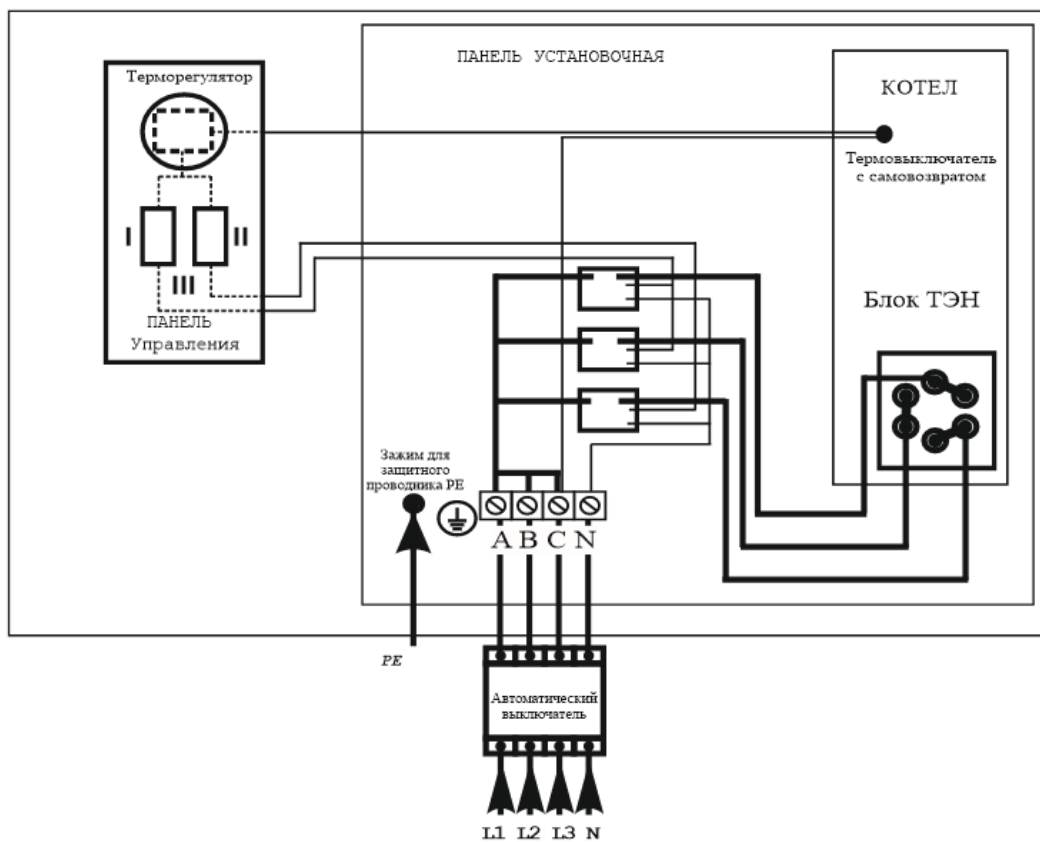 ПАНЕЛЬ УСТАНОВОЧНАЯ
Терморегулятор
I
II
III
ПАНЕЛЬ
Управления
КОТЕЛ
Термовыключатель
с самовозвратом
Блок ТЭН
Зажим для
защитного
проводника РЕ
A B C N
PE
Автоматический
выключатель
L1 L2 L3 N